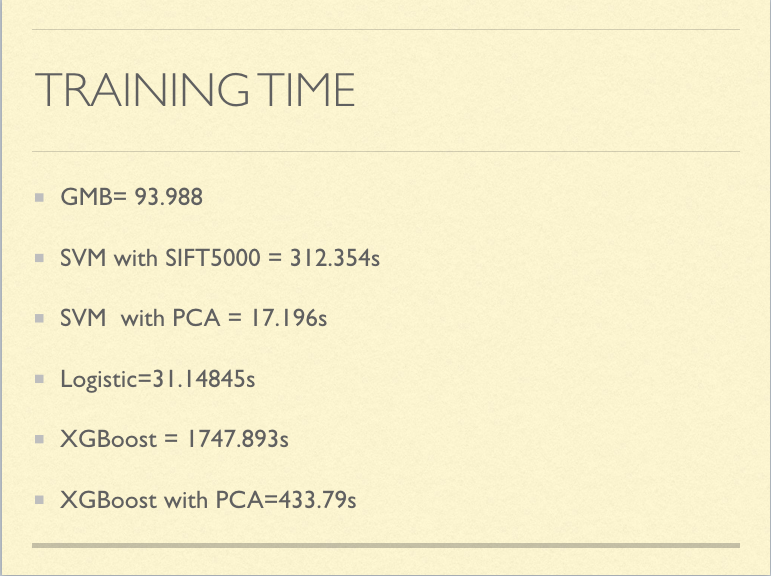 TRAINING TIME
GMB= 93.988
SVM with SIFT5000 = 312.354s
SVM with PCA = 17.196s
Logistic=31.14845s
XGBoost = 1747.893s
XGBoost with PCA=433.79s